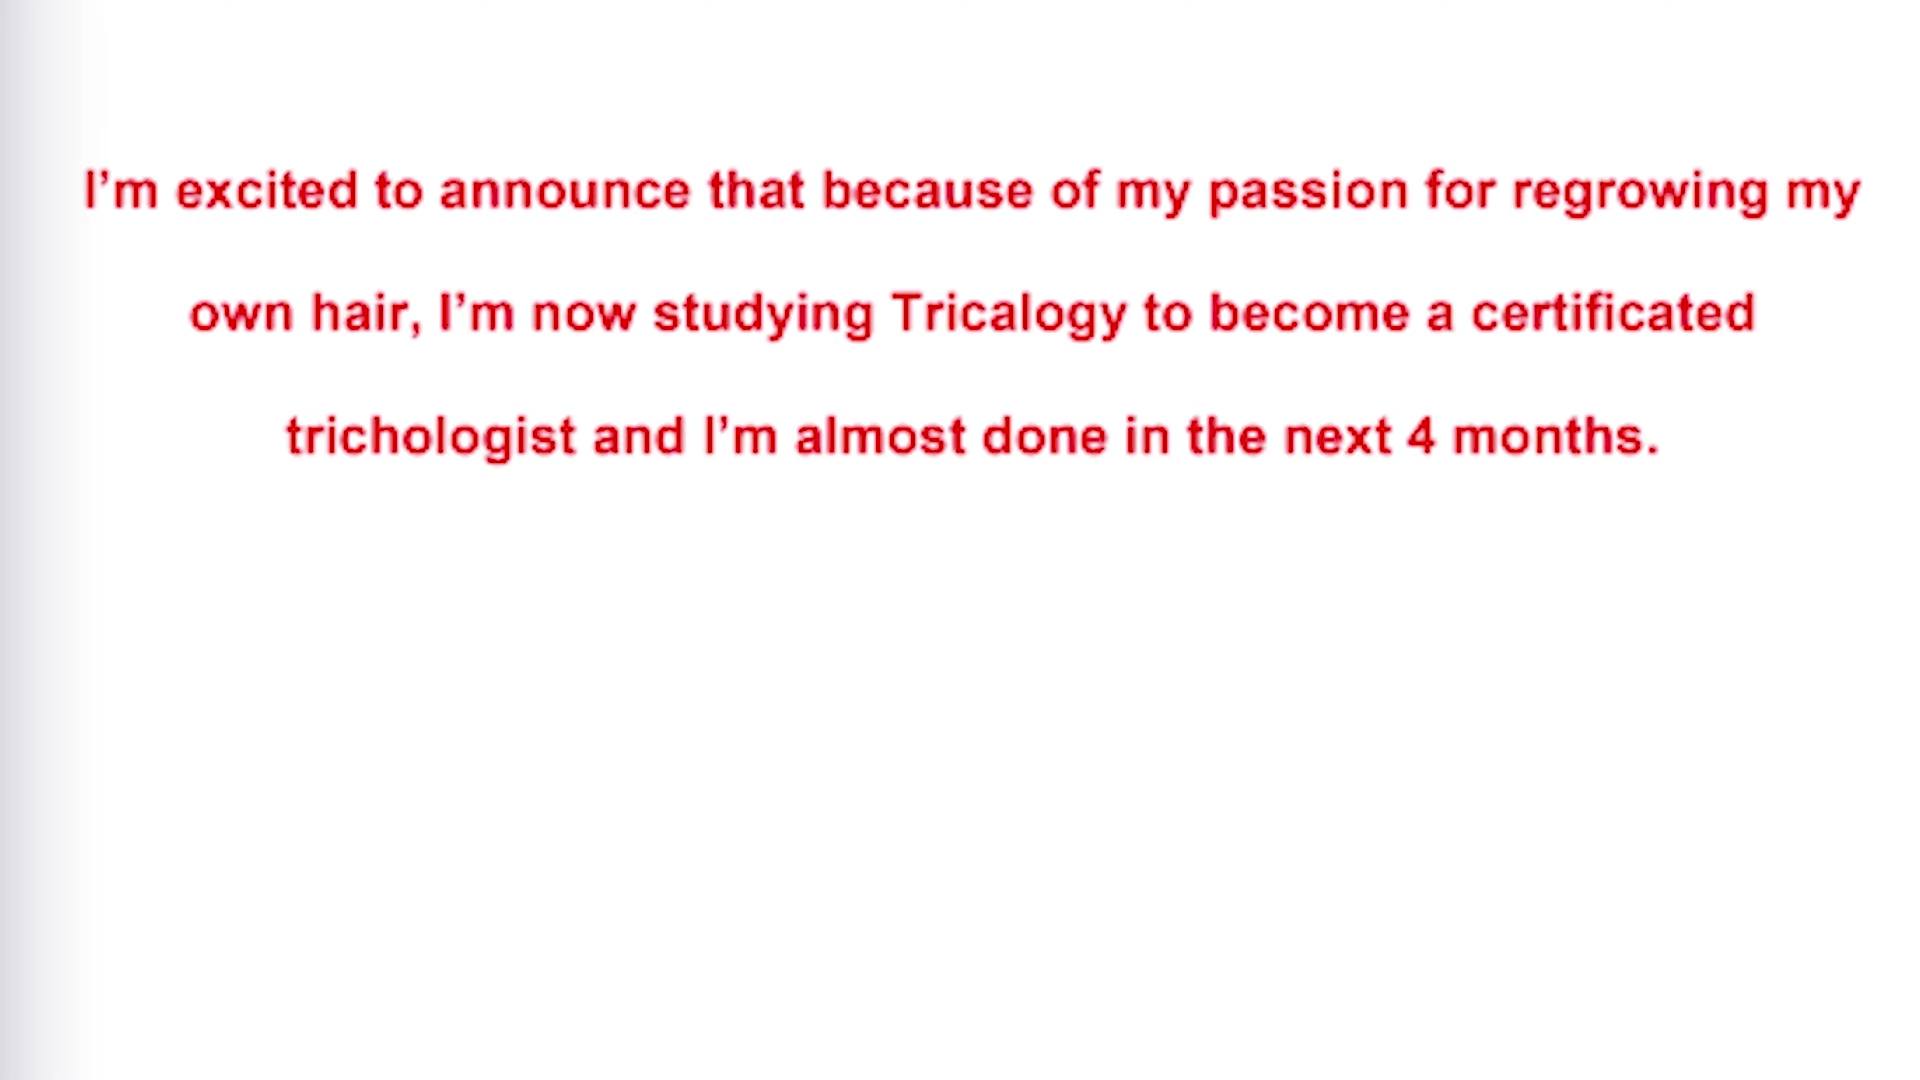 I’m excited to announce that because of my passion for regrowing my
own hair, I’m now studying Tricalogy to become a certificated
trichologist and I’m almost done in the next 4 months.